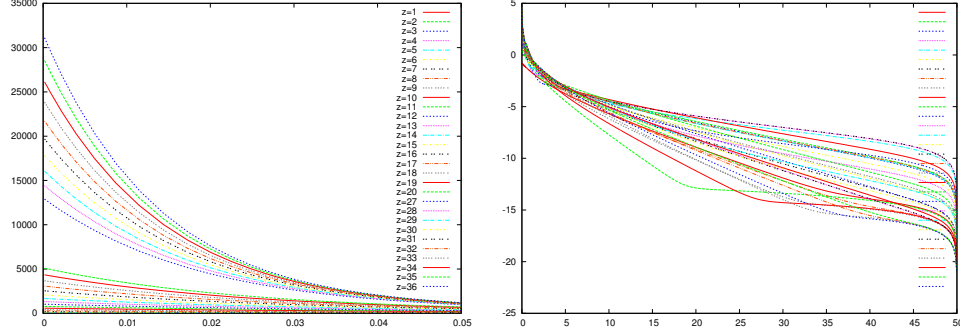 35000
30000
25000
20000
15000
10000
5000
0
0
0.01
0.02
0.03
0.04
0.05
z=1
z=2
z=3
z=4
z=5
z=6
z=7
z=8
z=9
z=10
z=11
z=12
z=13
z=14
z=15
z=16
z=17
z=18
z=19
z=20
z=27
z=28
z=29
z=30
z=31
z=32
z=33
z=34
z=35
z=36
5
0
-5
-10
-15
-20
-25
0
5
10
15
20
25
30
35
40
45
50